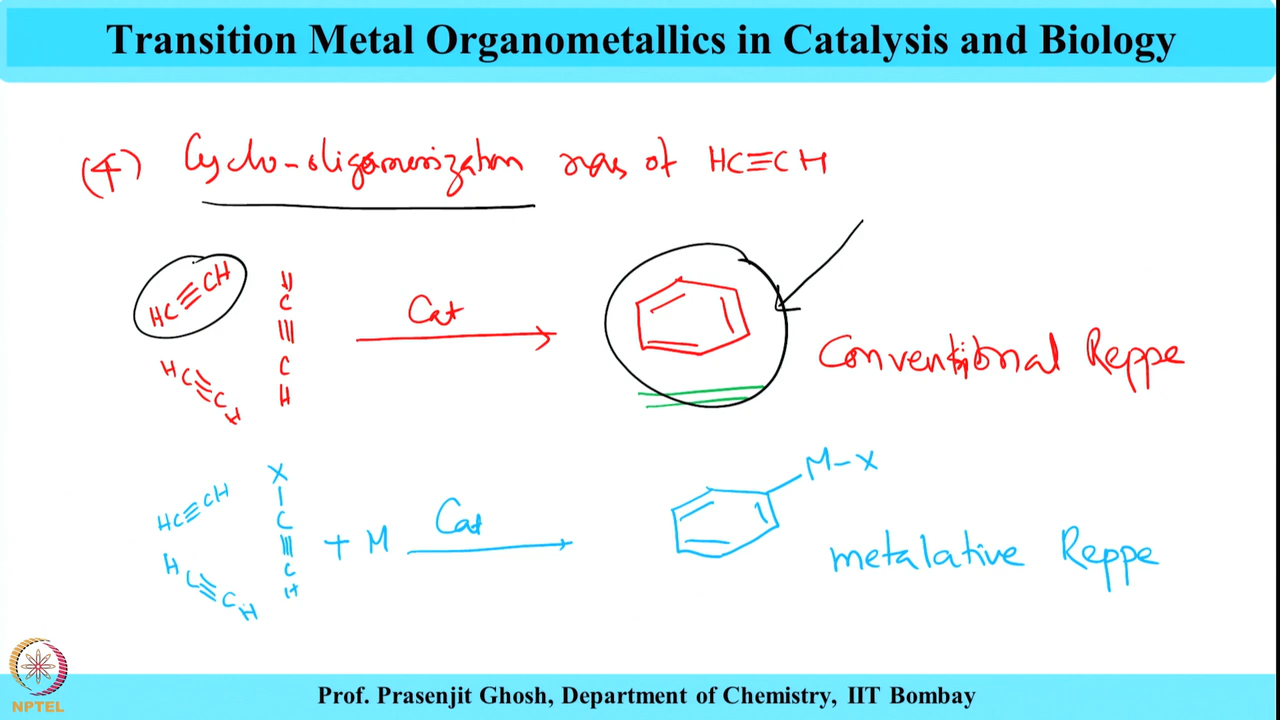 Transition Metal Organometallics in Catalysis and Biology
(4) Cyclo-oligomerization rxns of HC≡CH
HC≡CH
H
C
≡
C
H
HC≡CH
Cat
Conventional Reppe
HC≡CH
X
C
≡
C
H
HC≡CH
+ M
Cat
M-X
metalative Reppe
NPTEL
Prof. Prasenjit Ghosh, Department of Chemistry, IIT Bombay